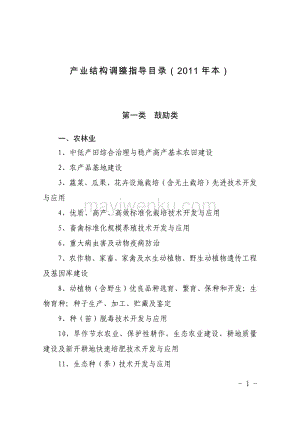 产业结构调整指导目录（2011 年本）
第一类 鼓励类
一、农林业
1、中低产田综合治理与稳产高产基本农田建设
2、农产品基地建设
3、蔬菜、瓜果、花卉设施栽培（含无土栽培）先进技术开发
与应用
4、优质、高产、高效标准化栽培技术开发与应用
5、畜禽标准化规模养殖技术开发与应用
6、重大病虫害及动物疫病防治
7、农作物、家畜、家禽及水生动植物、野生动植物遗传工程
及基因库建设
8、动植物（含野生）优良品种选育、繁育、保种和开发；生
物育种；种子生产、加工、贮藏及鉴定
9、种（苗）脱毒技术开发与应用
10、旱作节水农业、保护性耕作、生态农业建设、耕地质量
建设及新开耕地快速培肥技术开发与应用
11、生态种（养）技术开发与应用
mayiwenku.com
- 1 -